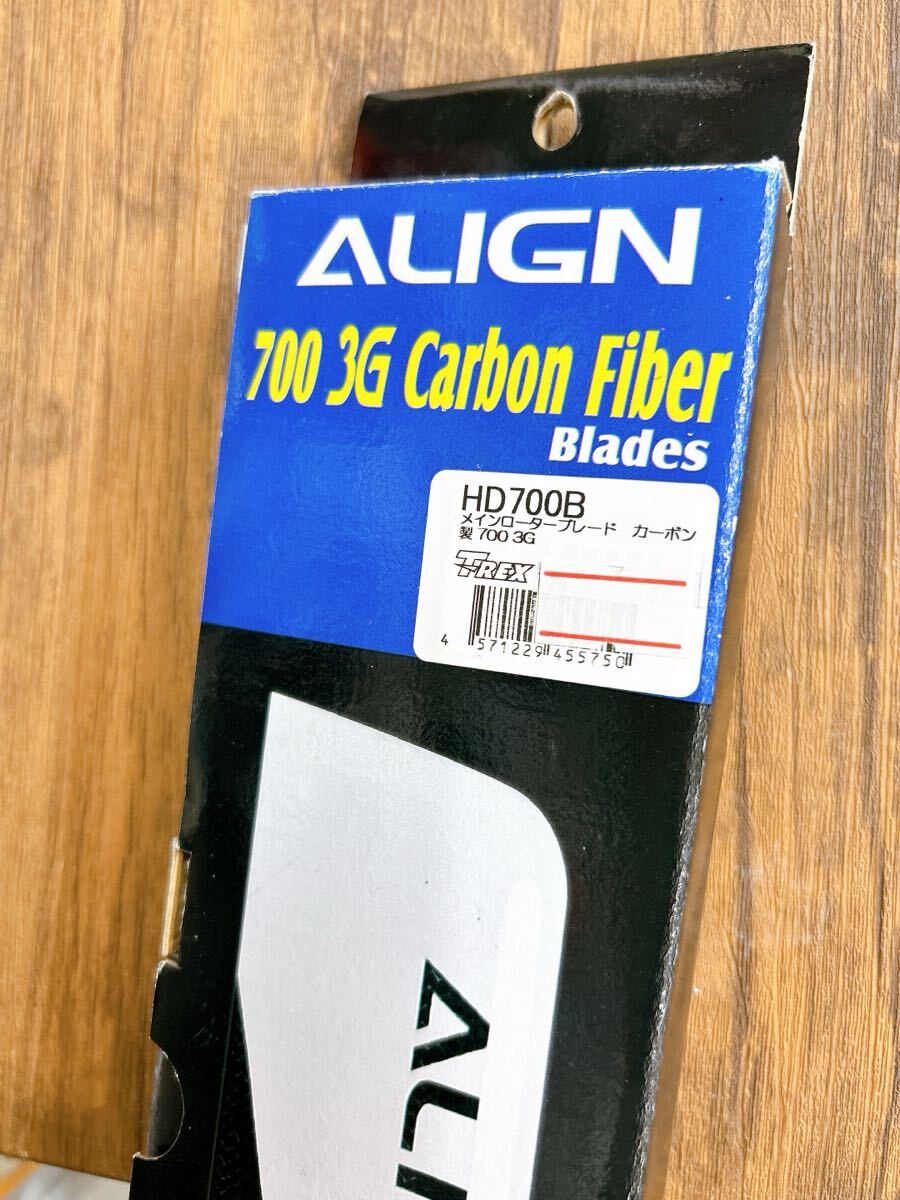 ALIGN
700 3G Carbon Fiber
Blades
HD700B
メインローターブレード カーボン
製 700 3G
T-REX
4 571229 455750
ALI